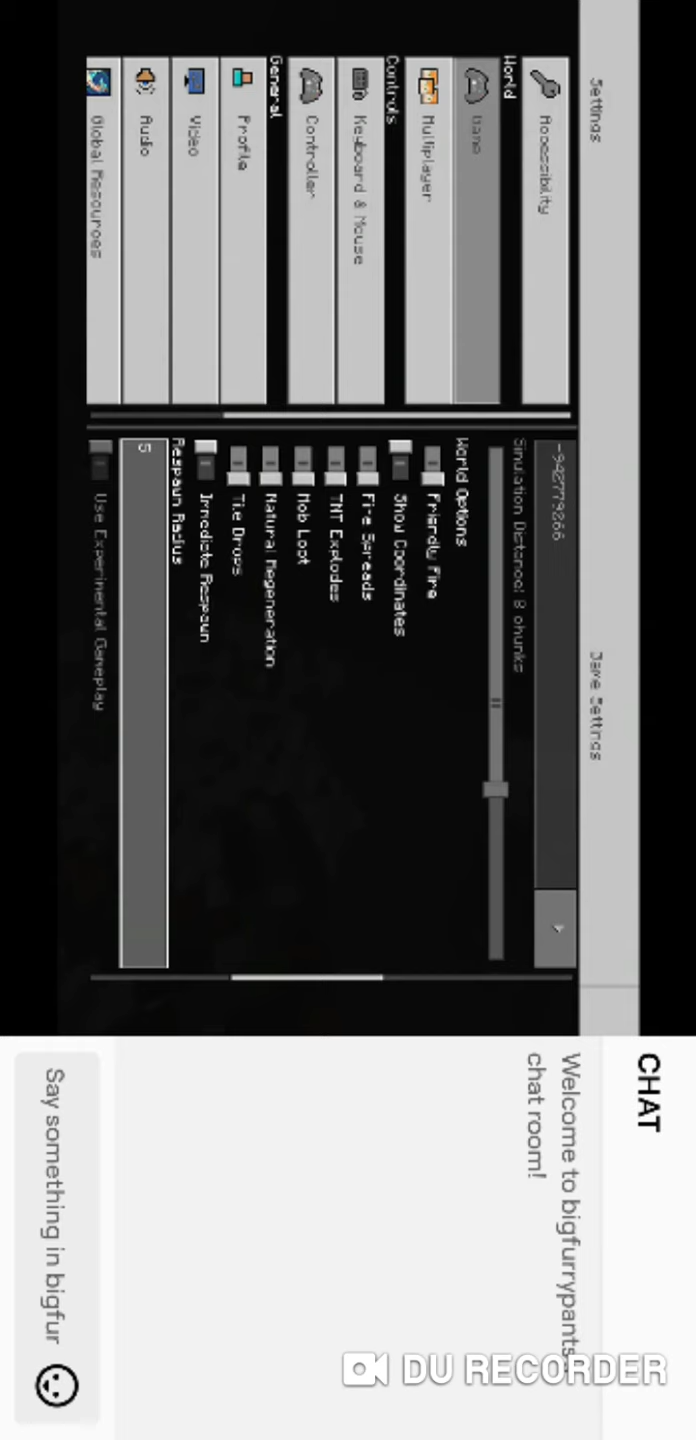 Settings
Game Settings
Accessibility
World
Game
Multiplayer
Controls
Keyboard & Mouse
Controller
General
Profile
Video
Audio
Global Resources
-942779266
Simulation Distance: 8 chunks
World Options
Friendly Fire
Show Coordinates
Fire Spreads
TNT Explodes
Mob Loot
Natural Regeneration
Tile Drops
Immediate Respawn
Respawn Radius
5
Use Experimental Gameplay
CHAT
Welcome to bigfurrypants
chat room!
Say something in bigfur
DU RECORDER